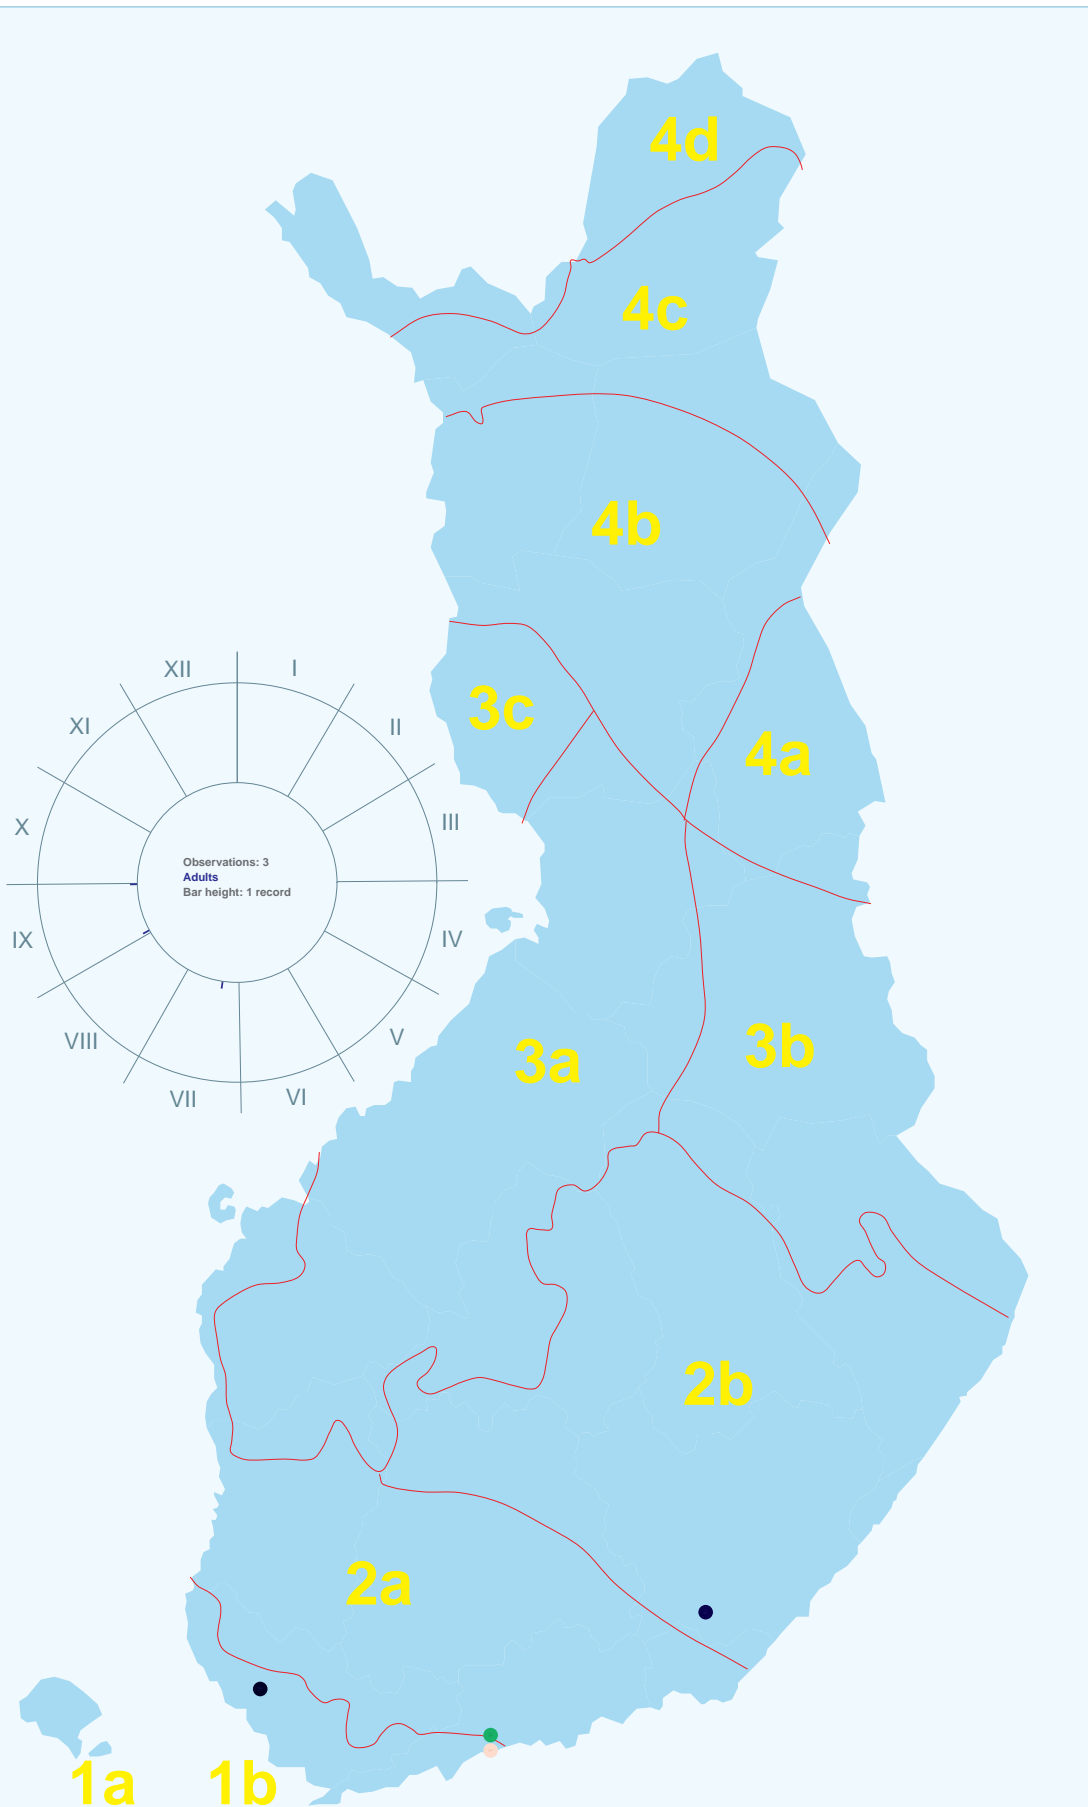 4d
4c
4b
3c
4a
XII
I
XI
II
X
III
Observations: 3
Adults
Bar height: 1 record
IX
IV
VIII
V
VII
VI
3a
3b
2b
2a
1a
1b